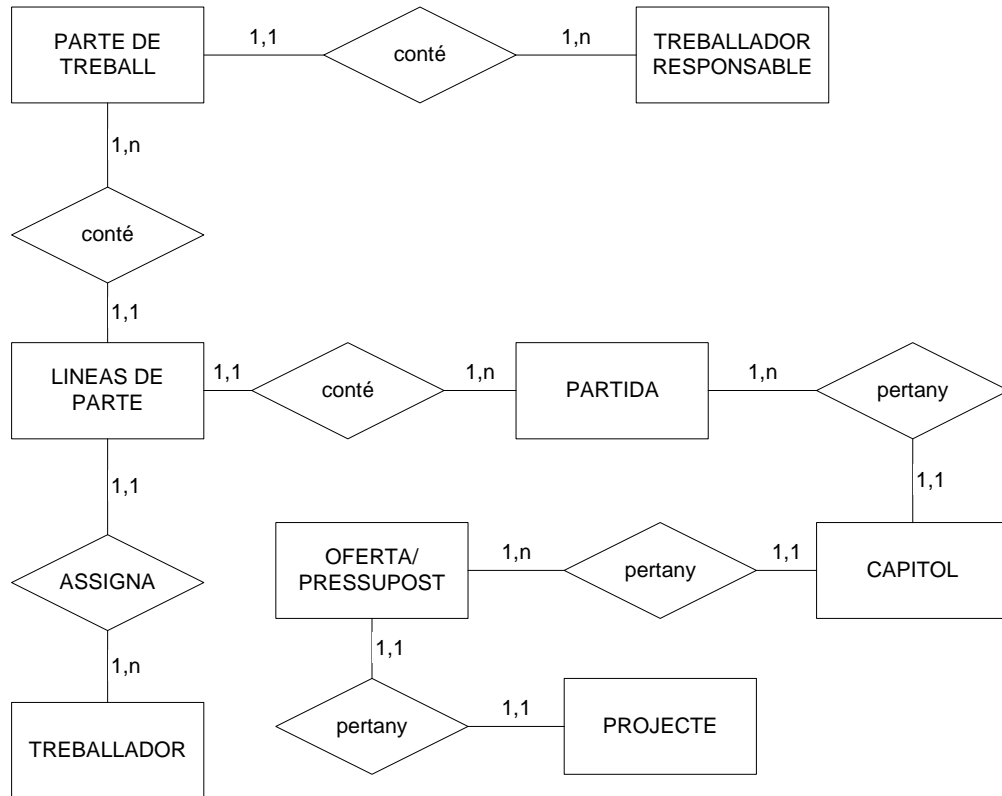 PARTE DE
TREBALL
1,1
conté
1,n
TREBALLADOR
RESPONSABLE
1,n
conté
1,1
LINEAS DE
PARTE
1,1
conté
1,n
PARTIDA
1,n
pertany
1,1
1,1
ASSIGNA
1,n
TREBALLADOR
OFERTA/
PRESSUPOST
1,n
pertany
1,1
CAPITOL
1,1
pertany
1,1
PROJECTE